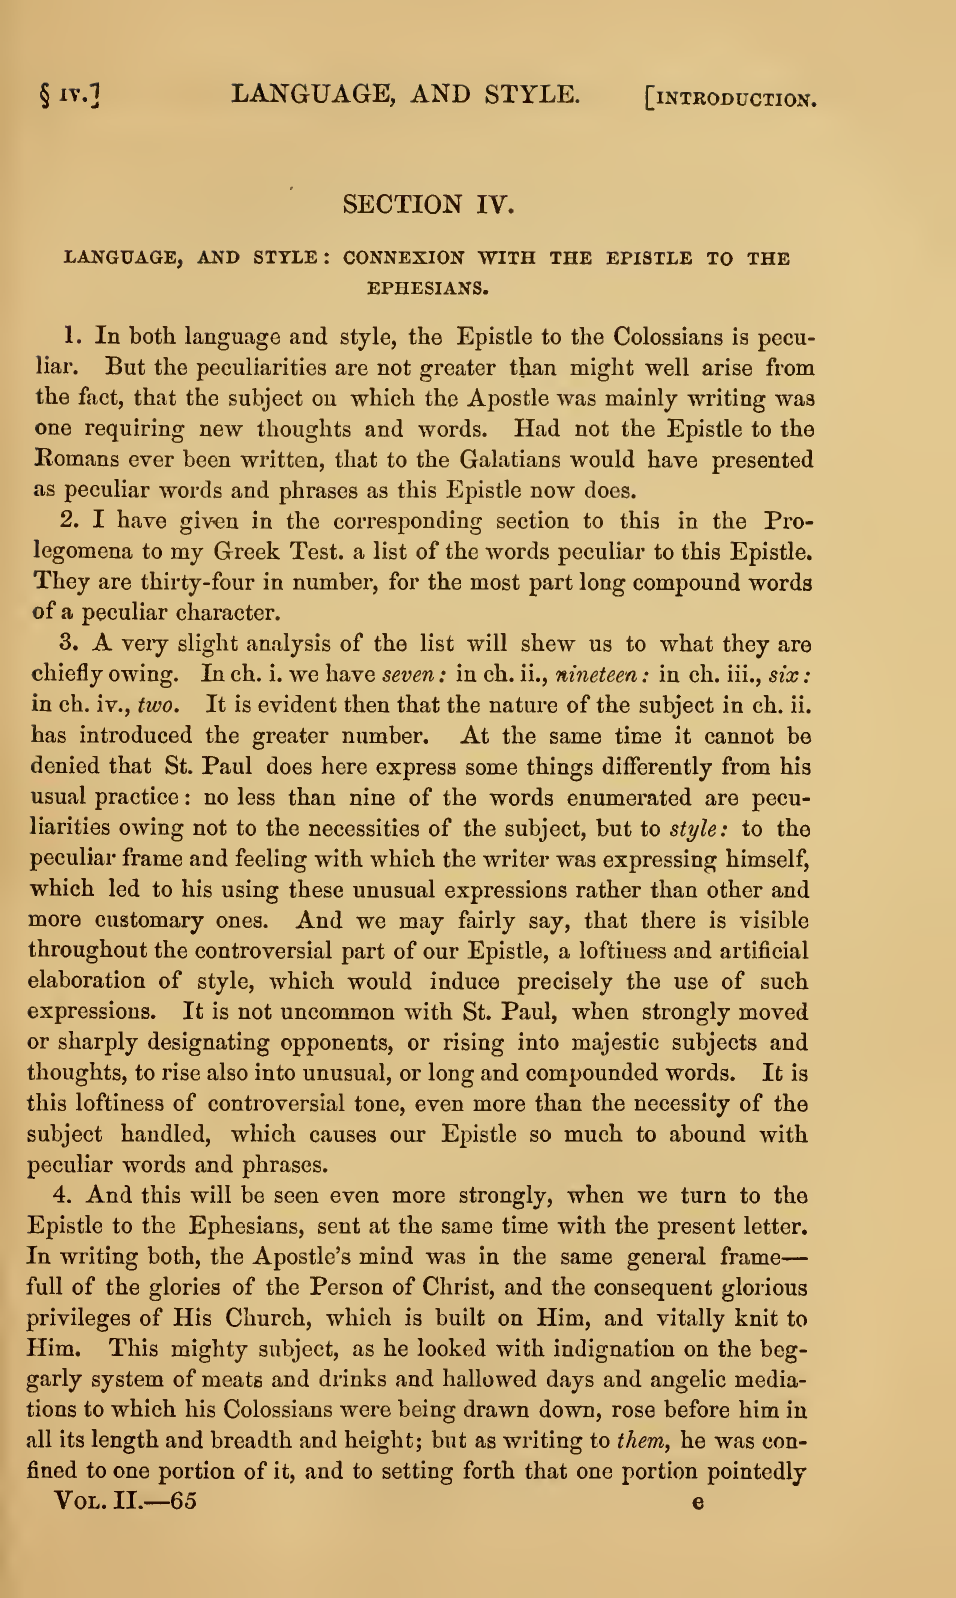 § IV.] LANGUAGE, AND STYLE. [INTRODUCTION.
SECTION IV.
LANGUAGE, AND STYLE: CONNEXION WITH THE EPISTLE TO THE
EPHESIANS.
1. In both language and style, the Epistle to the Colossians is pecu-
liar. But the peculiarities are not greater than might well arise from
the fact, that the subject on which the Apostle was mainly writing was
one requiring new thoughts and words. Had not the Epistle to the
Romans ever been written, that to the Galatians would have presented
as peculiar words and phrases as this Epistle now does.
2. I have given in the corresponding section to this in the Pro-
legomena to my Greek Test. a list of the words peculiar to this Epistle.
They are thirty-four in number, for the most part long compound words
of a peculiar character.
3. A very slight analysis of the list will shew us to what they are
chiefly owing. In ch. i. we have seven: in ch. ii., nineteen: in ch. iii., six:
in ch. iv., two. It is evident then that the nature of the subject in ch. ii.
has introduced the greater number. At the same time it cannot be
denied that St. Paul does here express some things differently from his
usual practice: no less than nine of the words enumerated are pecu-
liarities owing not to the necessities of the subject, but to style: to the
peculiar frame and feeling with which the writer was expressing himself,
which led to his using these unusual expressions rather than other and
more customary ones. And we may fairly say, that there is visible
throughout the controversial part of our Epistle, a loftiness and artificial
elaboration of style, which would induce precisely the use of such
expressions. It is not uncommon with St. Paul, when strongly moved
or sharply designating opponents, or rising into majestic subjects and
thoughts, to rise also into unusual, or long and compounded words. It is
this loftiness of controversial tone, even more than the necessity of the
subject handled, which causes our Epistle so much to abound with
peculiar words and phrases.
4. And this will be seen even more strongly, when we turn to the
Epistle to the Ephesians, sent at the same time with the present letter.
In writing both, the Apostle's mind was in the same general frame—
full of the glories of the Person of Christ, and the consequent glorious
privileges of His Church, which is built on Him, and vitally knit to
Him. This mighty subject, as he looked with indignation on the beg-
garly system of meats and drinks and hallowed days and angelic media-
tions to which his Colossians were being drawn down, rose before him in
all its length and breadth and height; but as writing to them, he was con-
fined to one portion of it, and to setting forth that one portion pointedly
VOL. II.—65 e